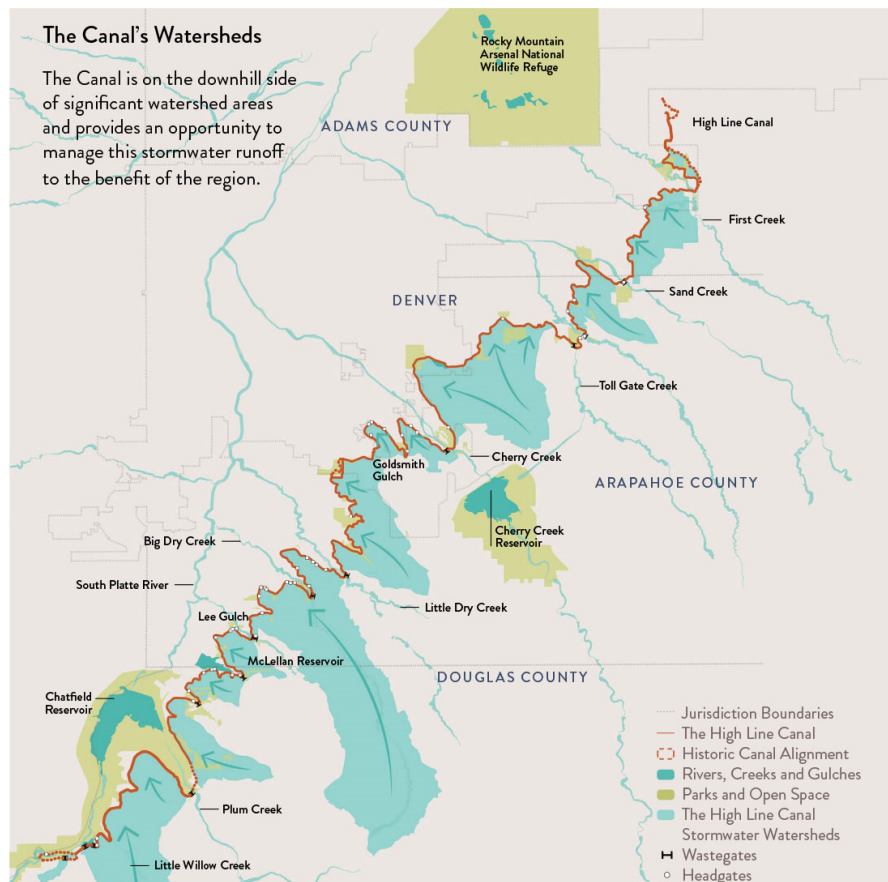 The Canal's Watersheds
The Canal is on the downhill side
of significant watershed areas
and provides an opportunity to
manage this stormwater runoff
to the benefit of the region.
Rocky Mountain
Arsenal National
Wildlife Refuge
ADAMS COUNTY
High Line Canal
First Creek
Sand Creek
DENVER
Toll Gate Creek
Cherry Creek
Goldsmith
Gulch
ARAPAHOE COUNTY
Cherry Creek
Reservoir
Big Dry Creek
South Platte River
Little Dry Creek
Lee Gulch
McLellan Reservoir
DOUGLAS COUNTY
Chatfield
Reservoir
Plum Creek
Little Willow Creek
Jurisdiction Boundaries
The High Line Canal
Historic Canal Alignment
Rivers, Creeks and Gulches
Parks and Open Space
The High Line Canal
Stormwater Watersheds
Wastegates
Headgates